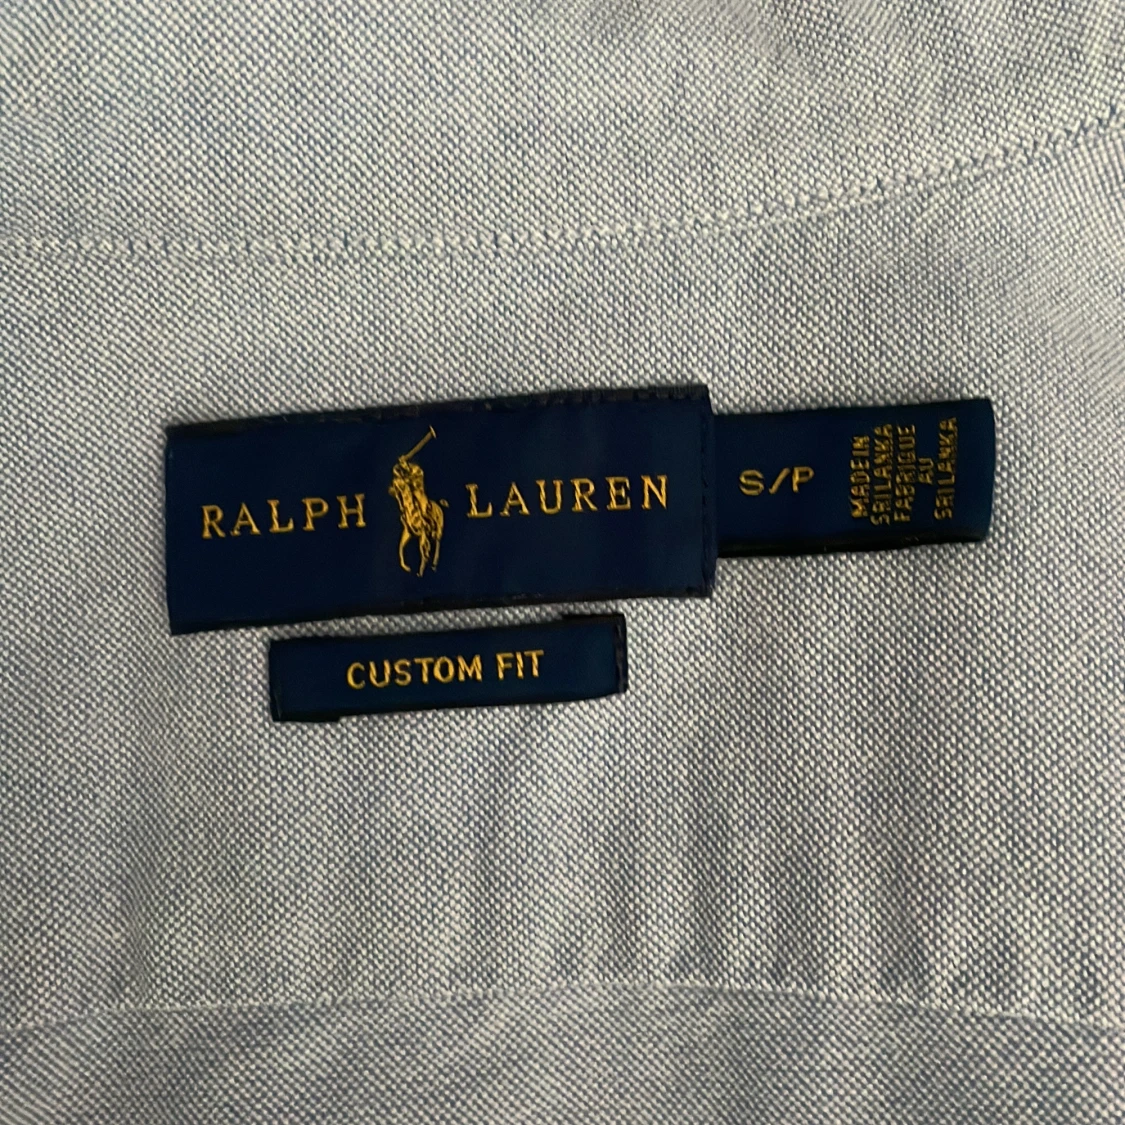 RALPH LAUREN
S/P
MADE IN
SRI LANKA
FABRIQUE
AU
SRI LANKA
CUSTOM FIT